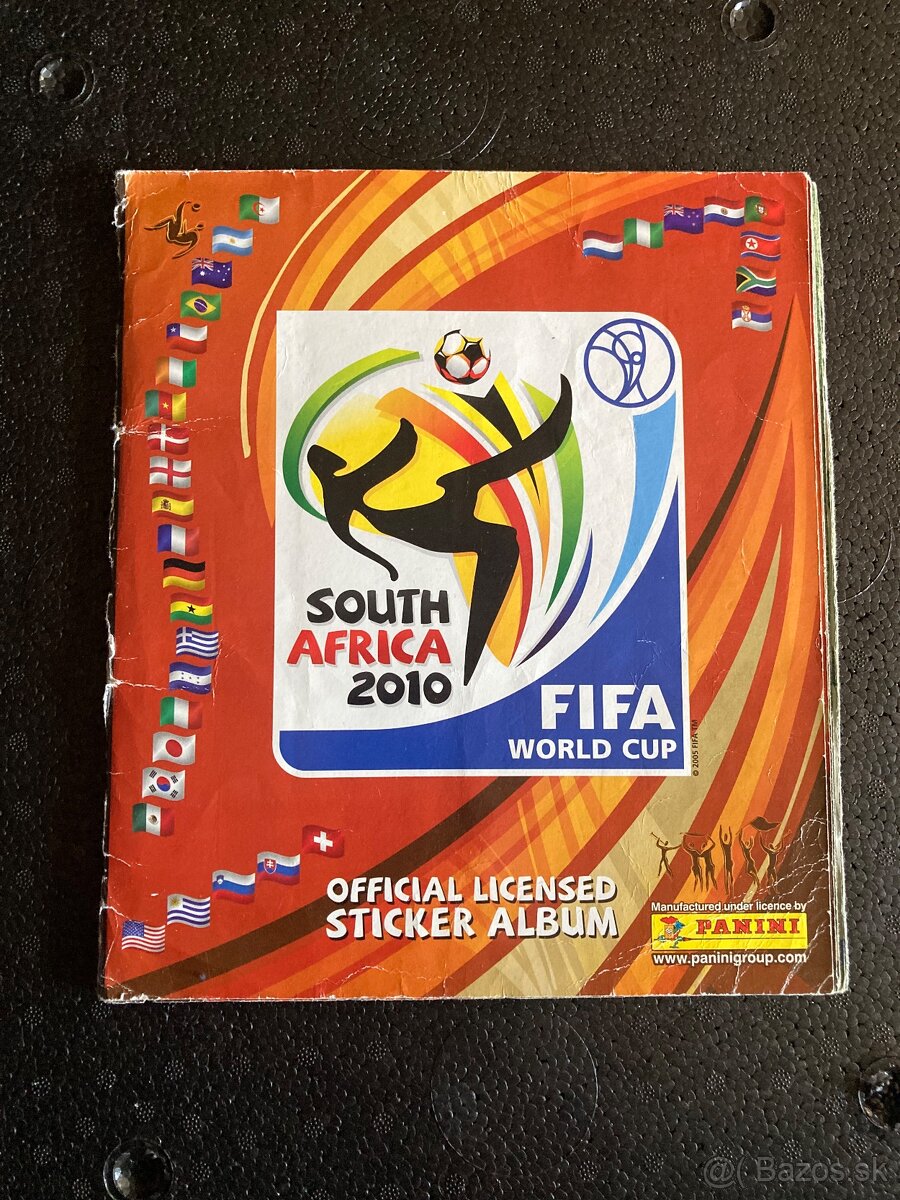 SOUTH
AFRICA
2010
FIFA
WORLD CUP
© 2005 FIFA TM
OFFICIAL LICENSED
STICKER ALBUM
Manufactured under licence by
PANINI
www.paninigroup.com
@( Bazos.sk